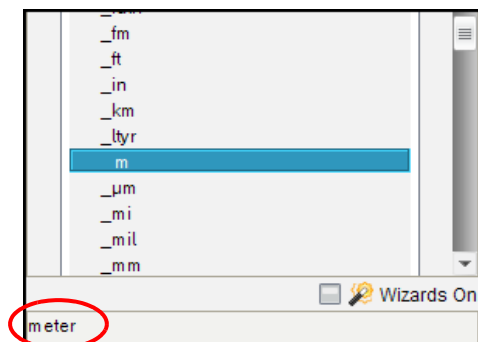 _fm
_ft
_in
_km
_ltyr
_m
_µm
_mi
_mil
_mm
Wizards On
meter